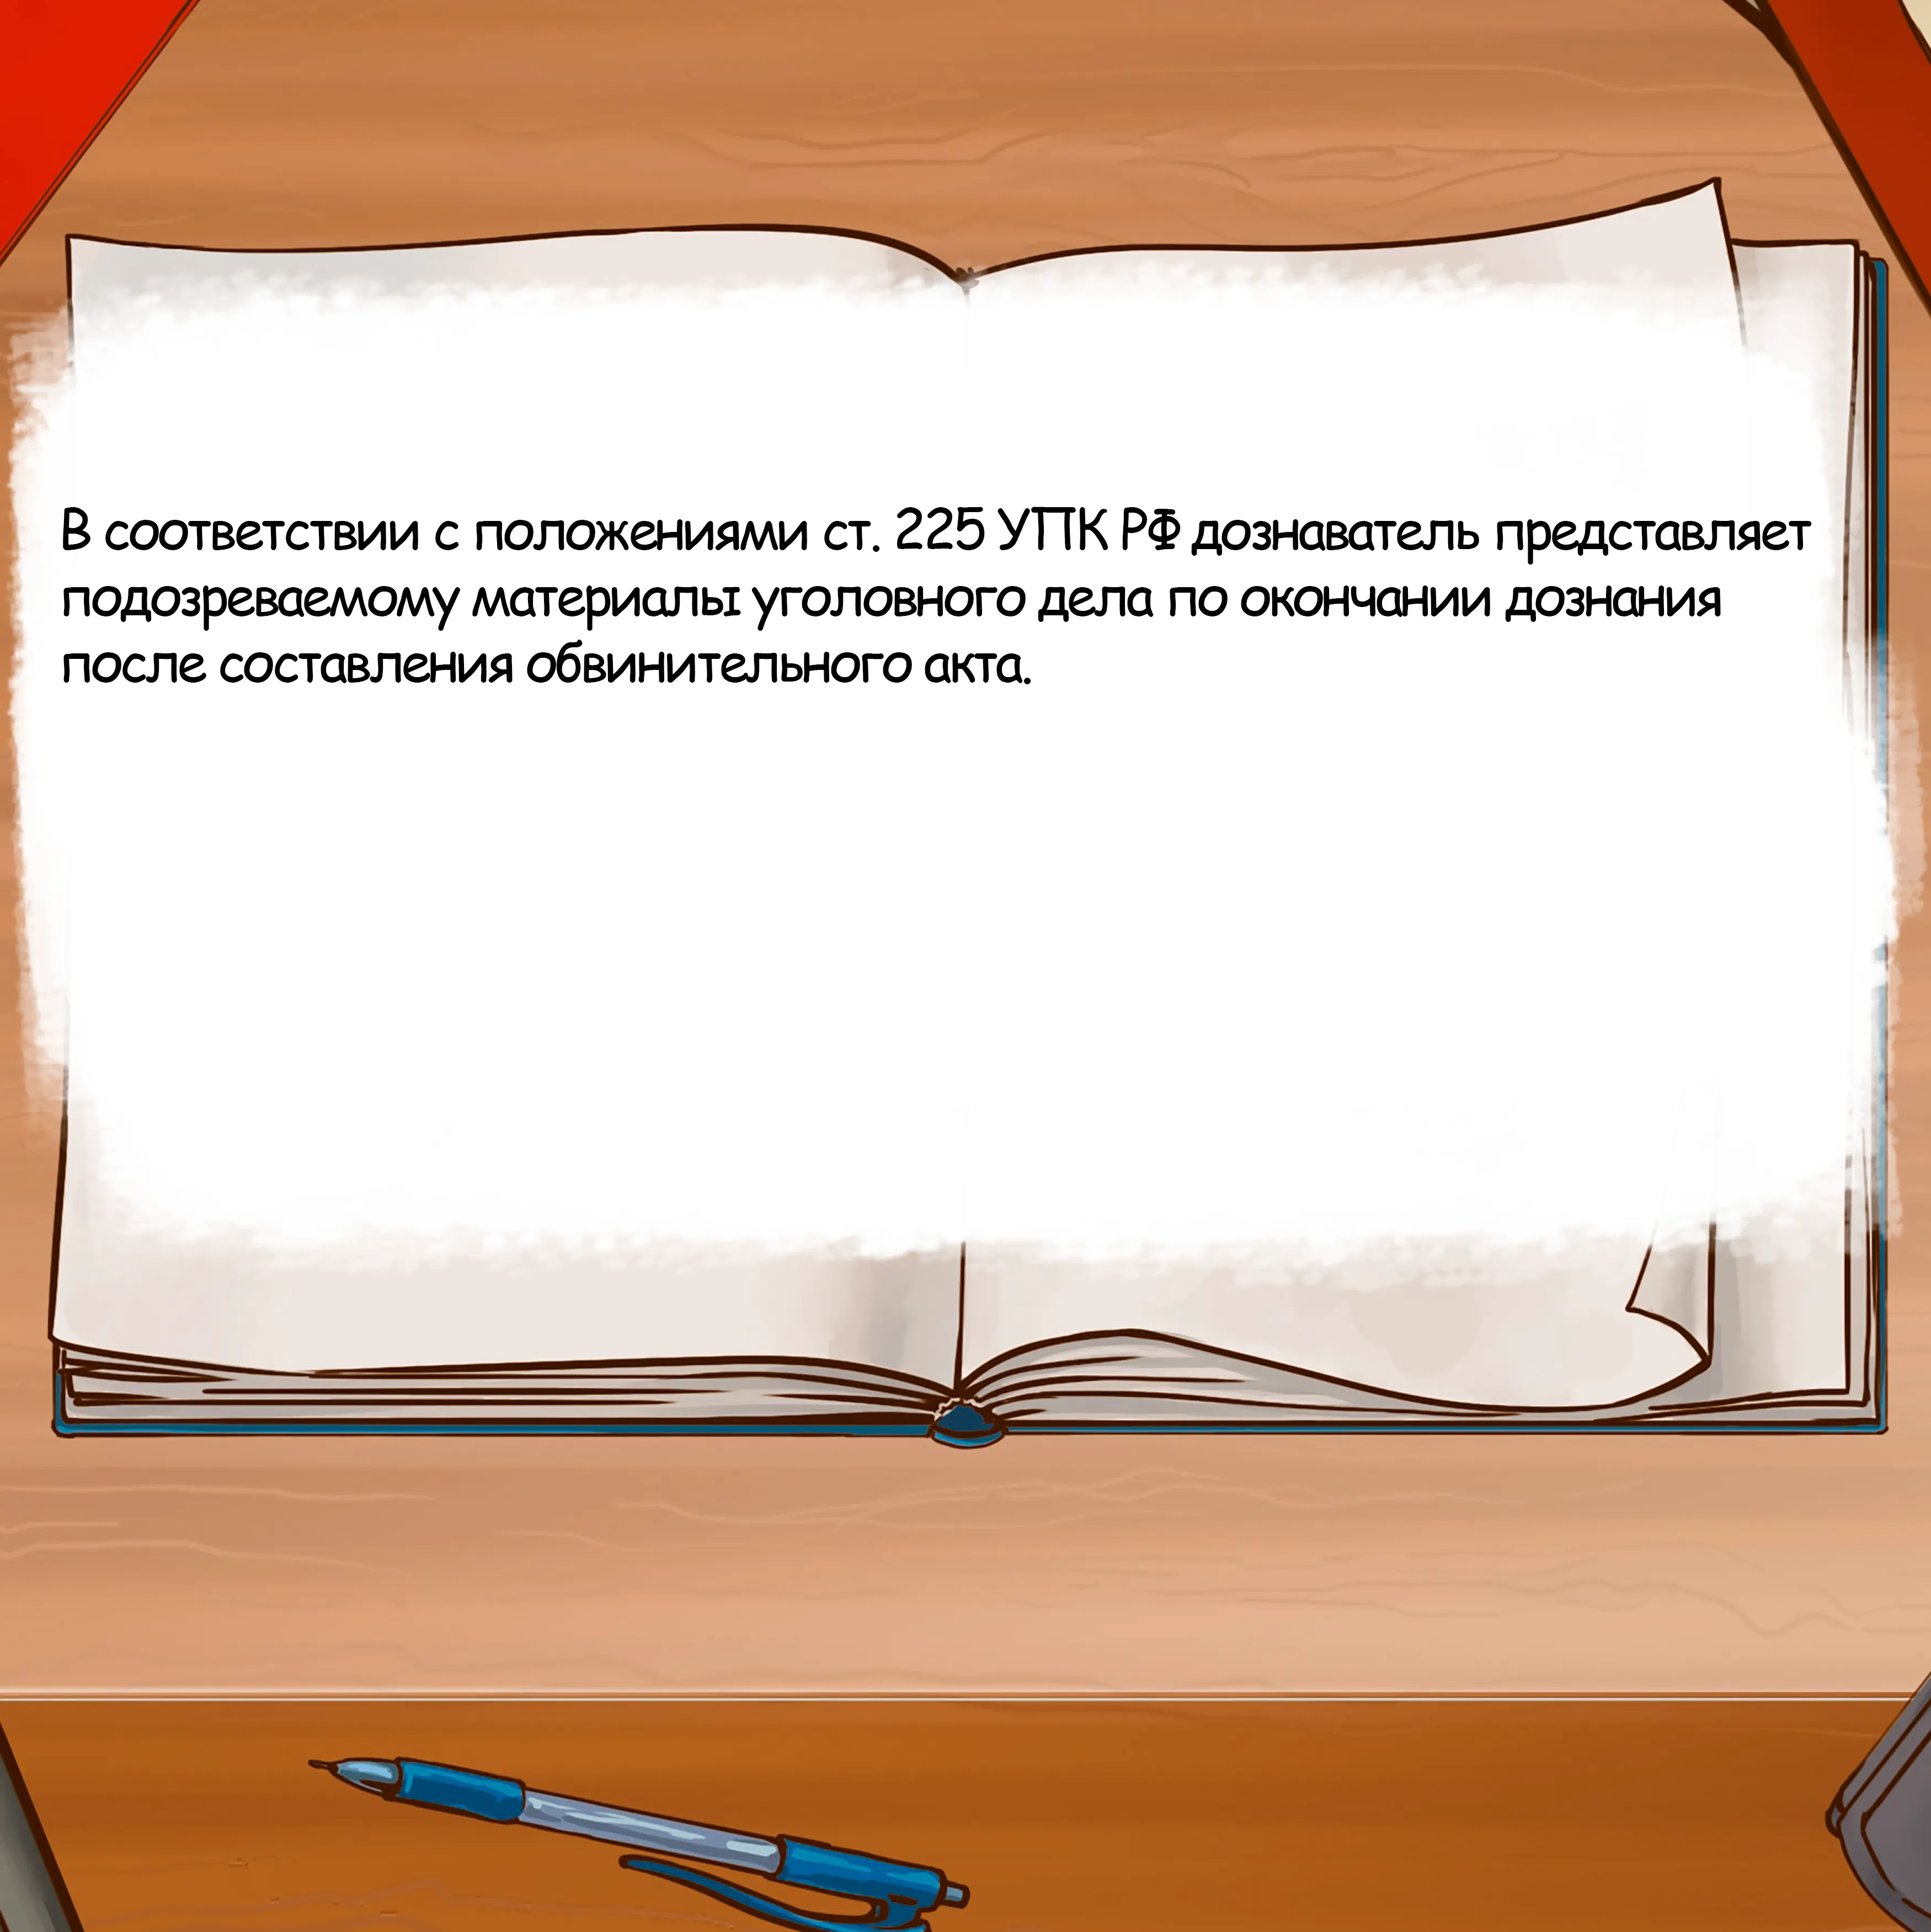 В соответствии с положениями ст. 225 УПК РФ дознаватель представляет
подозреваемому материалы уголовного дела по окончании дознания
после составления обвинительного акта.